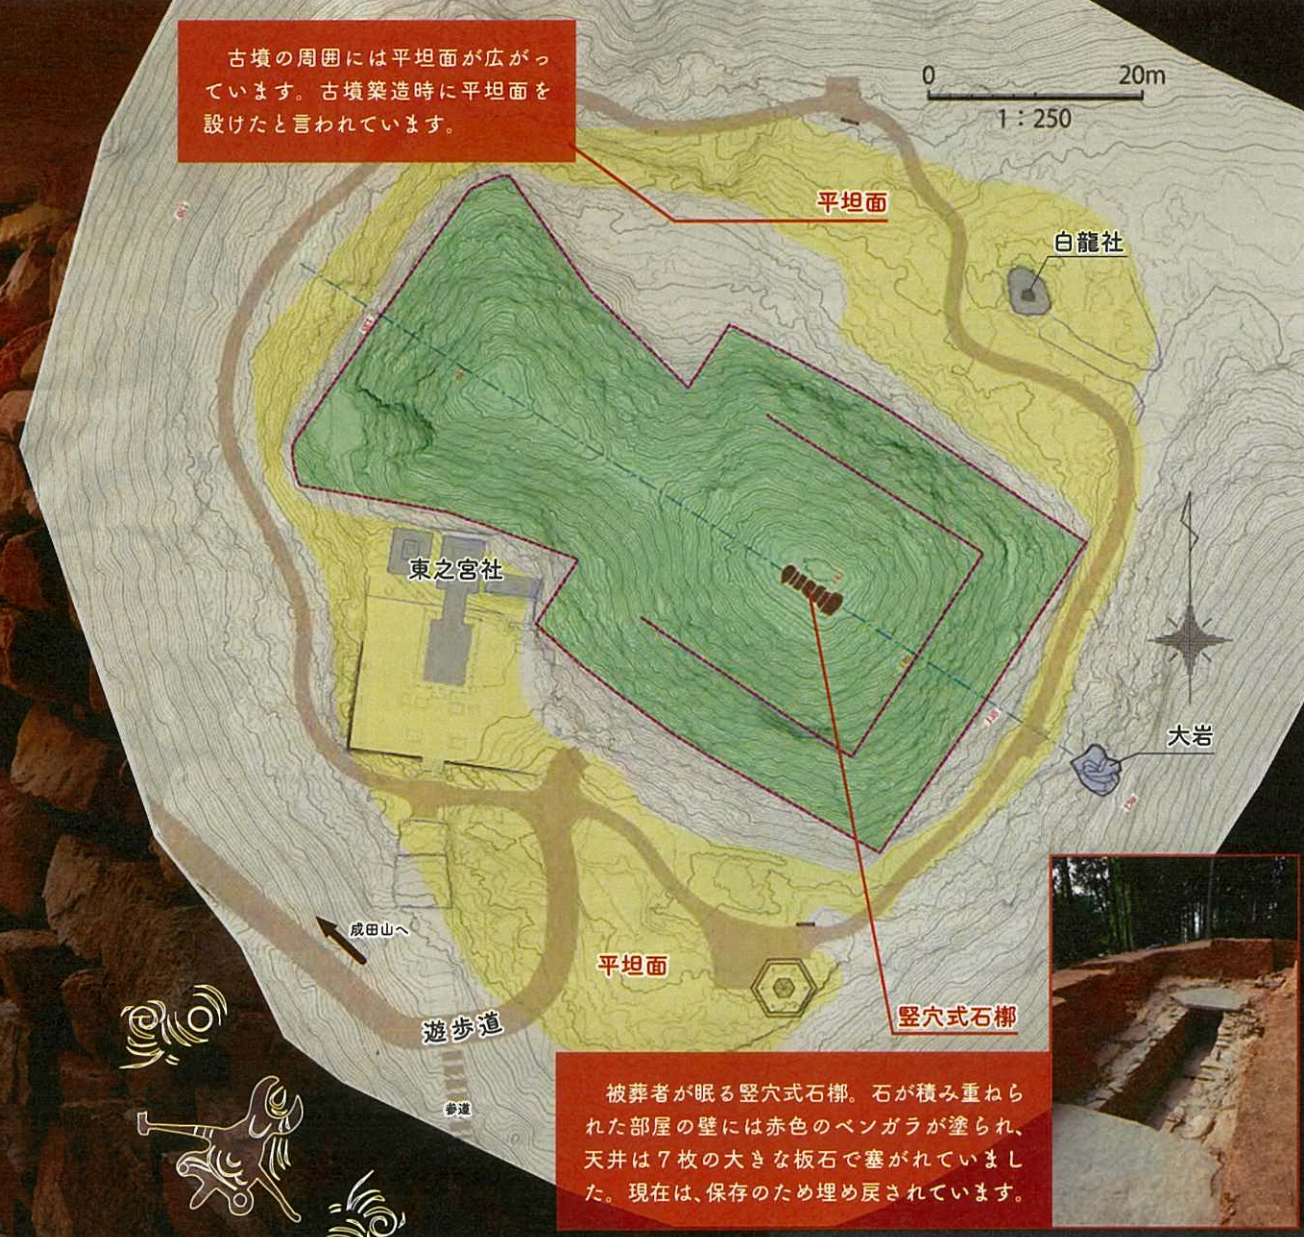 古墳の周囲には平坦面が広がっ
ています。古墳築造時に平坦面を
設けたと言われています。
0 20m
1：250
平坦面
白龍社
東之宮社
大岩
成田山へ
平坦面
遊歩道
竪穴式石槨
参道
被葬者が眠る竪穴式石槨。石が積み重ねら
れた部屋の壁には赤色のベンガラが塗られ、
天井は７枚の大きな板石で塞がれていまし
た。現在は、保存のため埋め戻されています。